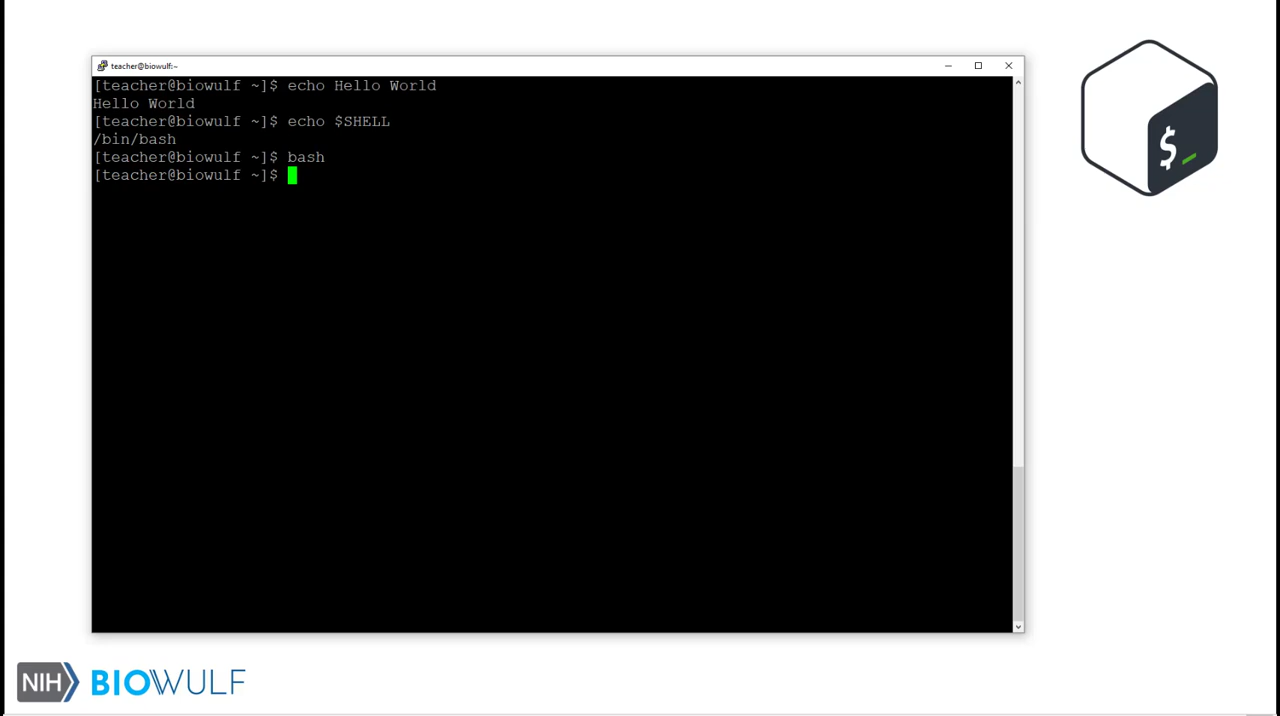 teacher@biowulf:~
[teacher@biowulf ~]$ echo Hello World
Hello World
[teacher@biowulf ~]$ echo $SHELL
/bin/bash
[teacher@biowulf ~]$ bash
[teacher@biowulf ~]$
$_
NIH BIOWULF